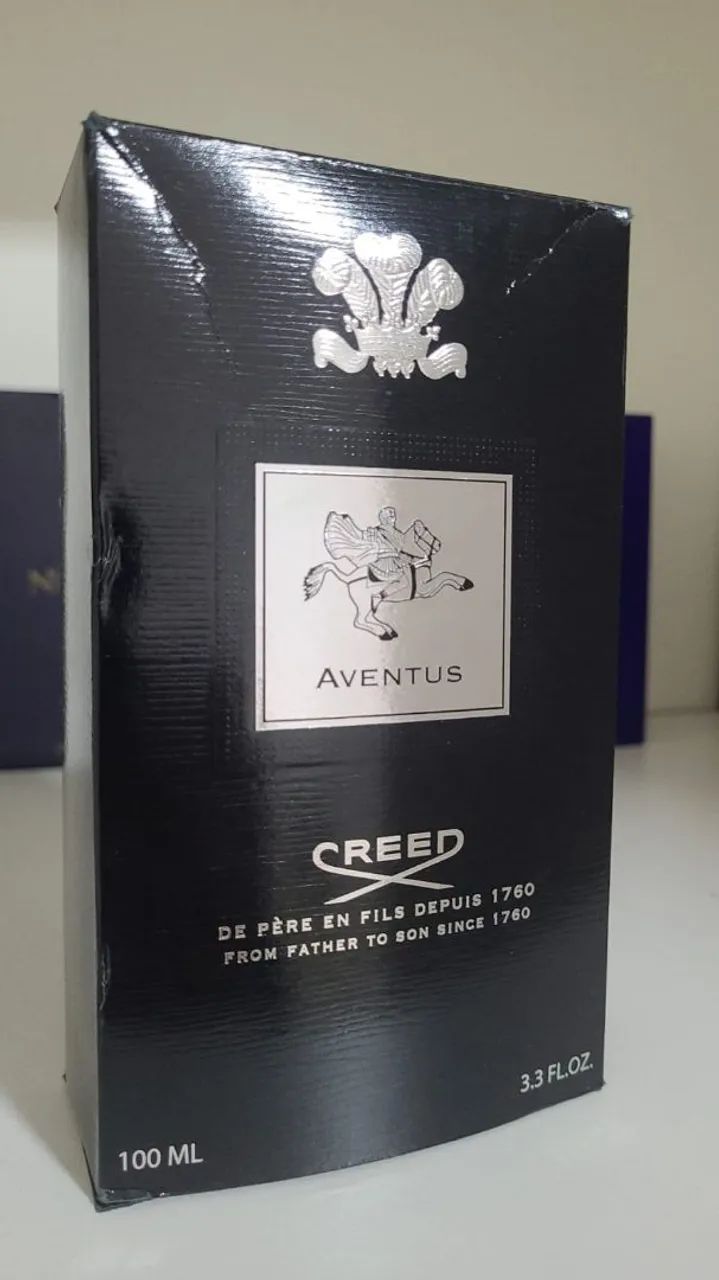 AVENTUS
CREED
DE PÈRE EN FILS DEPUIS 1760
FROM FATHER TO SON SINCE 1760
3.3 FL.OZ.
100 ML